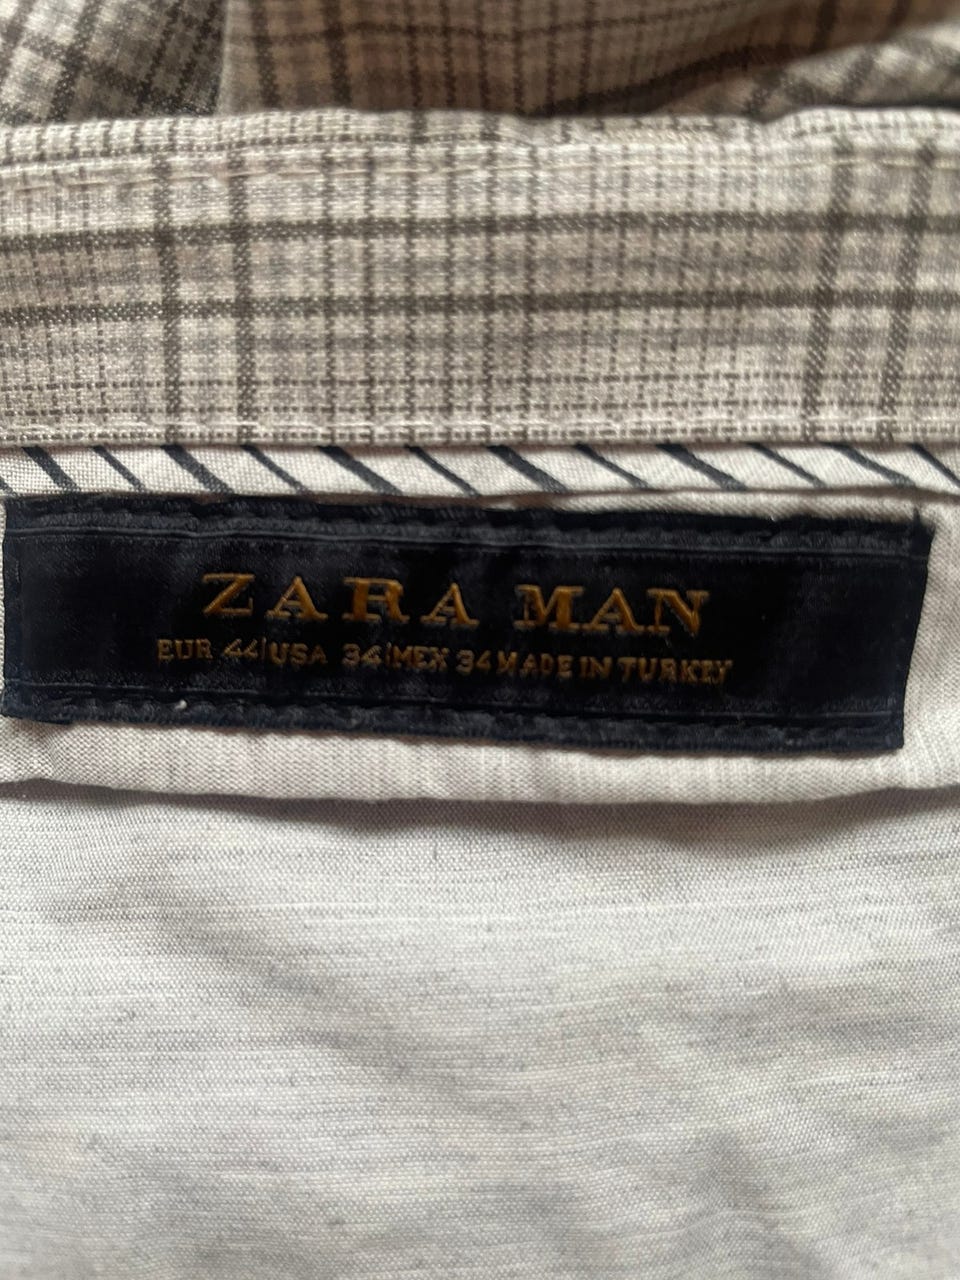 ZARA MAN
EUR 44|USA 34|MEX 34 MADE IN TURKEY